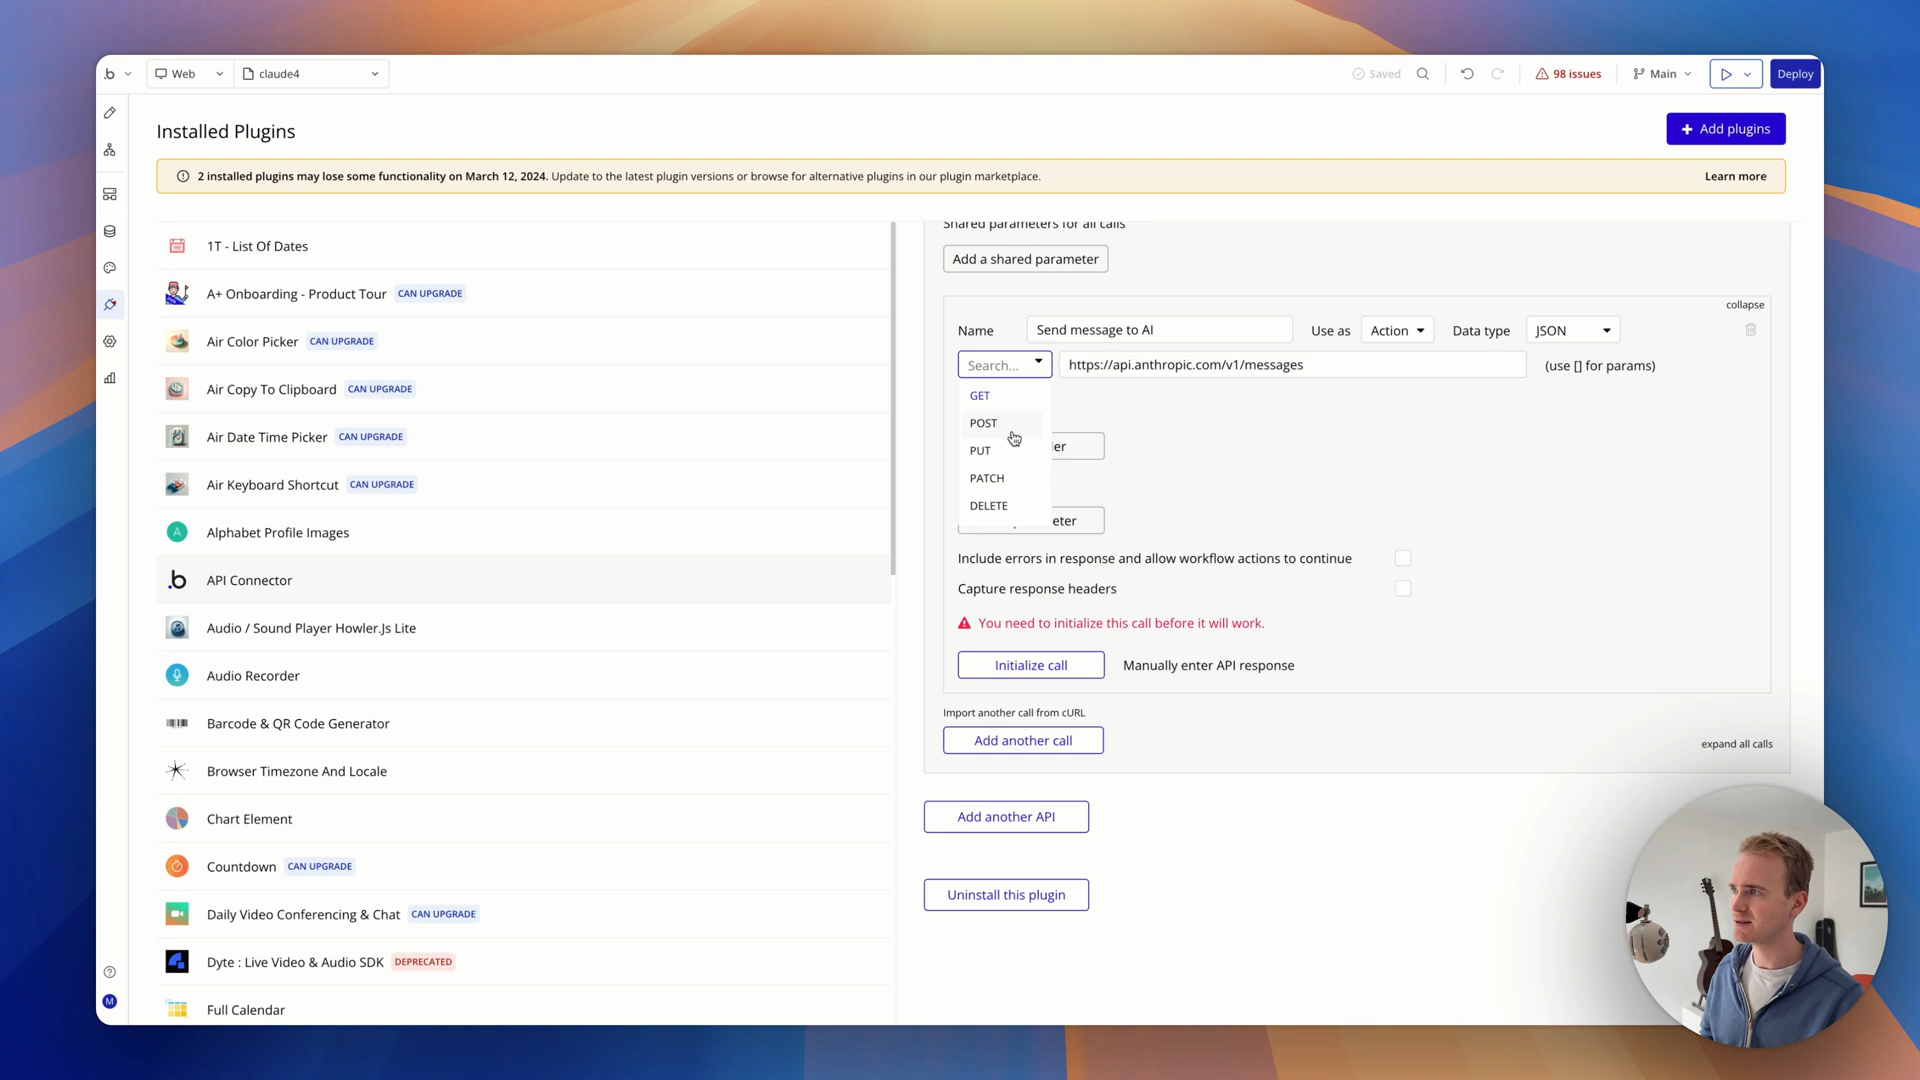 Web
claude4
Saved
98 issues
Main
Deploy
Installed Plugins
+ Add plugins
2 installed plugins may lose some functionality on March 12, 2024. Update to the latest plugin versions or browse for alternative plugins in our plugin marketplace.
Learn more
1T - List Of Dates
A+ Onboarding - Product Tour CAN UPGRADE
Air Color Picker CAN UPGRADE
Air Copy To Clipboard CAN UPGRADE
Air Date Time Picker CAN UPGRADE
Air Keyboard Shortcut CAN UPGRADE
Alphabet Profile Images
API Connector
Audio / Sound Player Howler.Js Lite
Audio Recorder
Barcode & QR Code Generator
Browser Timezone And Locale
Chart Element
Countdown CAN UPGRADE
Daily Video Conferencing & Chat CAN UPGRADE
Dyte : Live Video & Audio SDK DEPRECATED
Full Calendar
M
Shared parameters for all calls
Add a shared parameter
collapse
Name Send message to AI Use as Action Data type JSON
Search... https://api.anthropic.com/v1/messages (use [] for params)
GET
POST
PUT
PATCH
DELETE
der
eter
Include errors in response and allow workflow actions to continue
Capture response headers
You need to initialize this call before it will work.
Initialize call Manually enter API response
Import another call from cURL
Add another call
expand all calls
Add another API
Uninstall this plugin